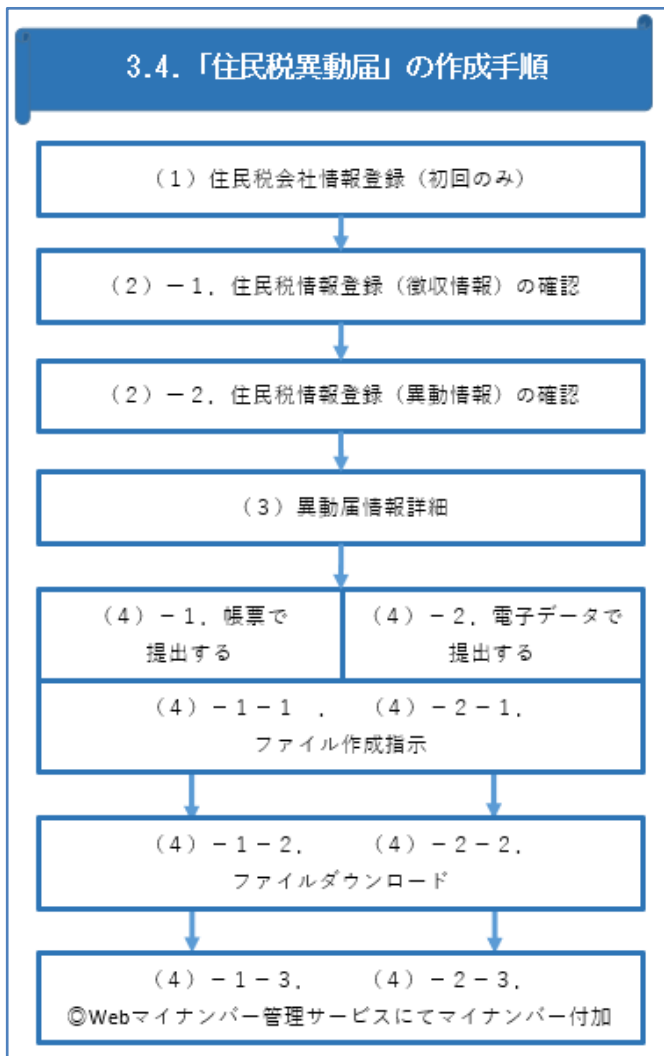 3.4.「住民税異動届」の作成手順
（1）住民税会社情報登録（初回のみ）
（2）－1．住民税情報登録（徴収情報）の確認
（2）－2．住民税情報登録（異動情報）の確認
（3）異動届情報詳細
（4）－1．帳票で
提出する
（4）－2．電子データで
提出する
（4）－1－1 ． （4）－2－1．
ファイル作成指示
（4）－1－2． （4）－2－2．
ファイルダウンロード
（4）－1－3． （4）－2－3．
◎Webマイナンバー管理サービスにてマイナンバー付加